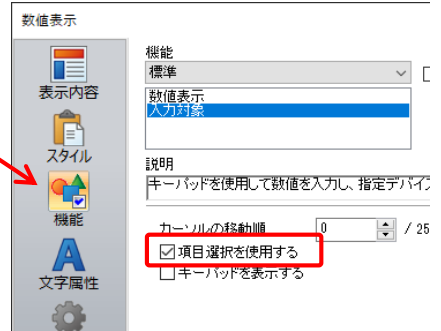 数値表示
表示内容
スタイル
機能
文字属性
機能
標準
数値表示
入力対象
説明
キーパッドを使用して数値を入力し、指定デバイス
カーソルの移動順 0 / 25
項目選択を使用する
キーパッドを表示する